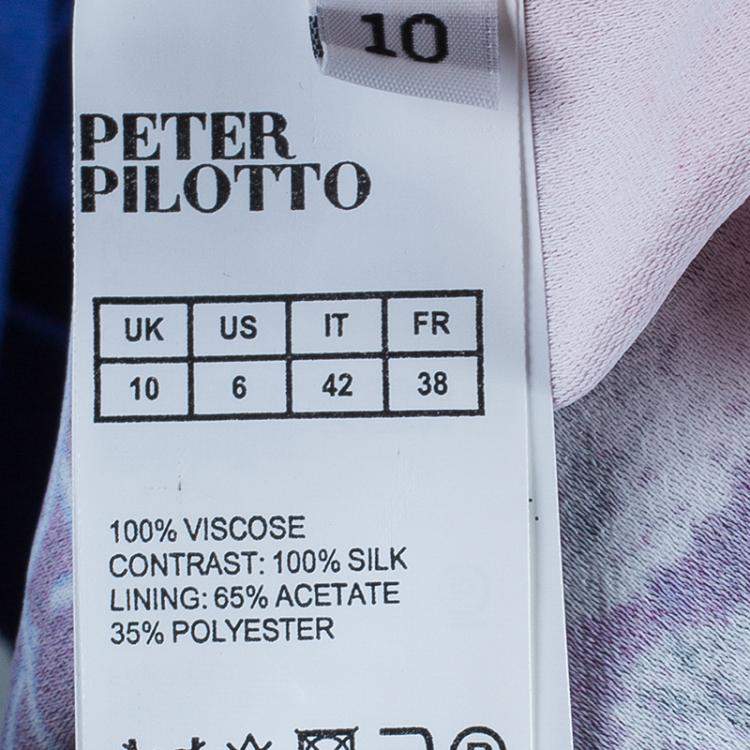 10
PETER
PILOTTO
UK US IT FR
10 6 42 38
100% VISCOSE
CONTRAST: 100% SILK
LINING: 65% ACETATE
35% POLYESTER
P